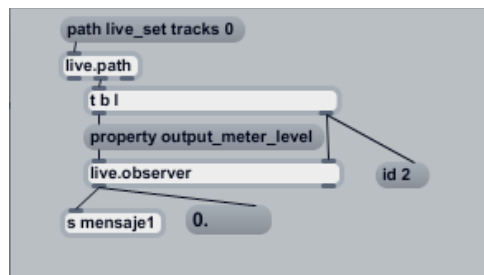 path live_set tracks 0
live.path
t b l
property output_meter_level
live.observer
id 2
s mensaje1
0.